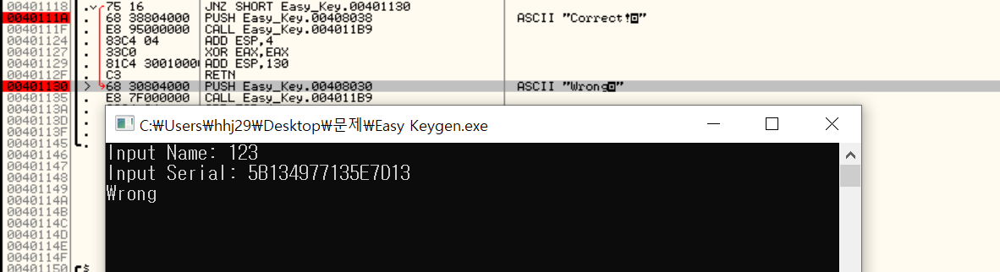 00401118 . 75 16 JNZ SHORT Easy_Key.00401130
0040111A . 68 38804000 PUSH Easy_Key.00408038 ASCII "Correct!"
0040111F . E8 95000000 CALL Easy_Key.004011B9
00401124 . 83C4 04 ADD ESP,4
00401127 . 33C0 XOR EAX,EAX
00401129 . 81C4 3001000 ADD ESP,130
0040112F . C3 RETN
00401130 > 68 30804000 PUSH Easy_Key.00408030 ASCII "Wrong"
00401135 . E8 7F000000 CALL Easy_Key.004011B9
0040113A .
0040113D .
0040113F .
00401145 .
00401146
00401147
00401148
00401149
0040114A
0040114B
0040114C
0040114D
0040114E
0040114F
00401150 $
C:₩Users₩hhj29₩Desktop₩문제₩Easy Keygen.exe
Input Name: 123
Input Serial: 5B134977135E7D13
Wrong